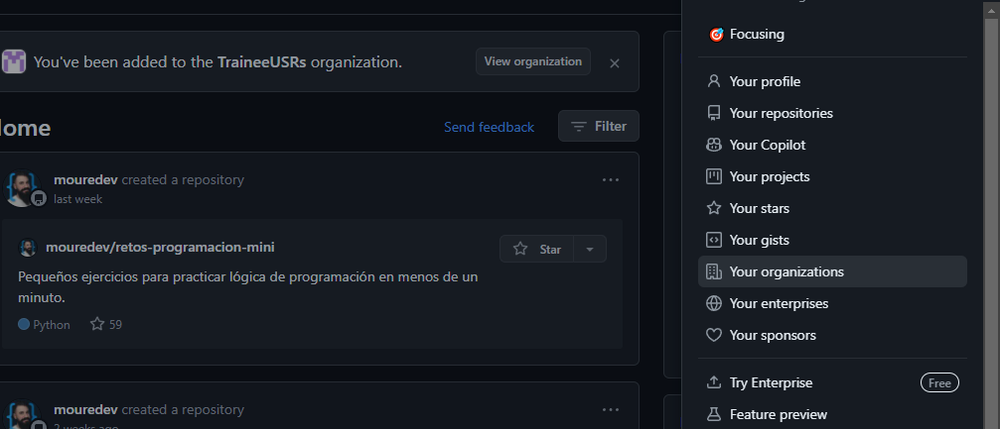 You've been added to the TraineeUSRs organization.
View organization
Home
Send feedback
Filter
mouredev created a repository
last week
mouredev/retos-programacion-mini
Star
Pequeños ejercicios para practicar lógica de programación en menos de un
minuto.
Python
59
mouredev created a repository
2 weeks ago
Focusing
Your profile
Your repositories
Your Copilot
Your projects
Your stars
Your gists
Your organizations
Your enterprises
Your sponsors
Try Enterprise
Free
Feature preview